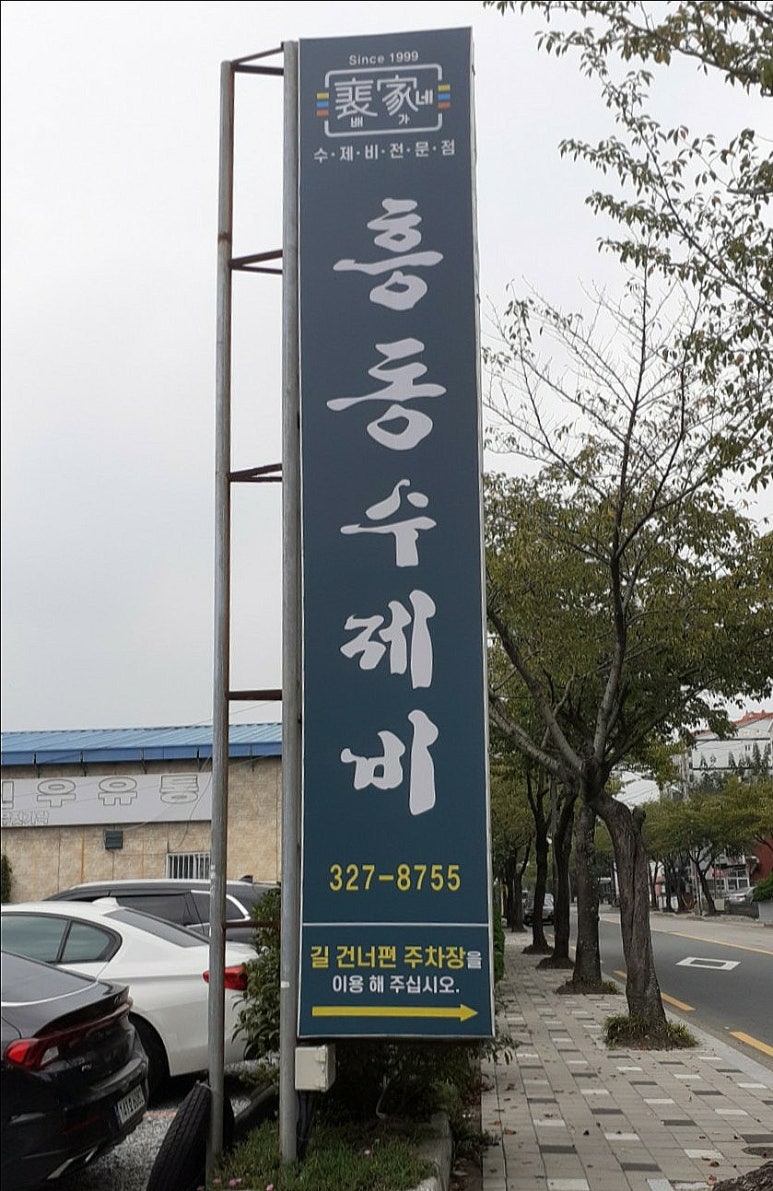 Since 1999
裵家네
배 가
수·제·비·전·문·점
흥
동
수
제
비
327-8755
길 건너편 주차장을
이용 해 주십시오.
우유통